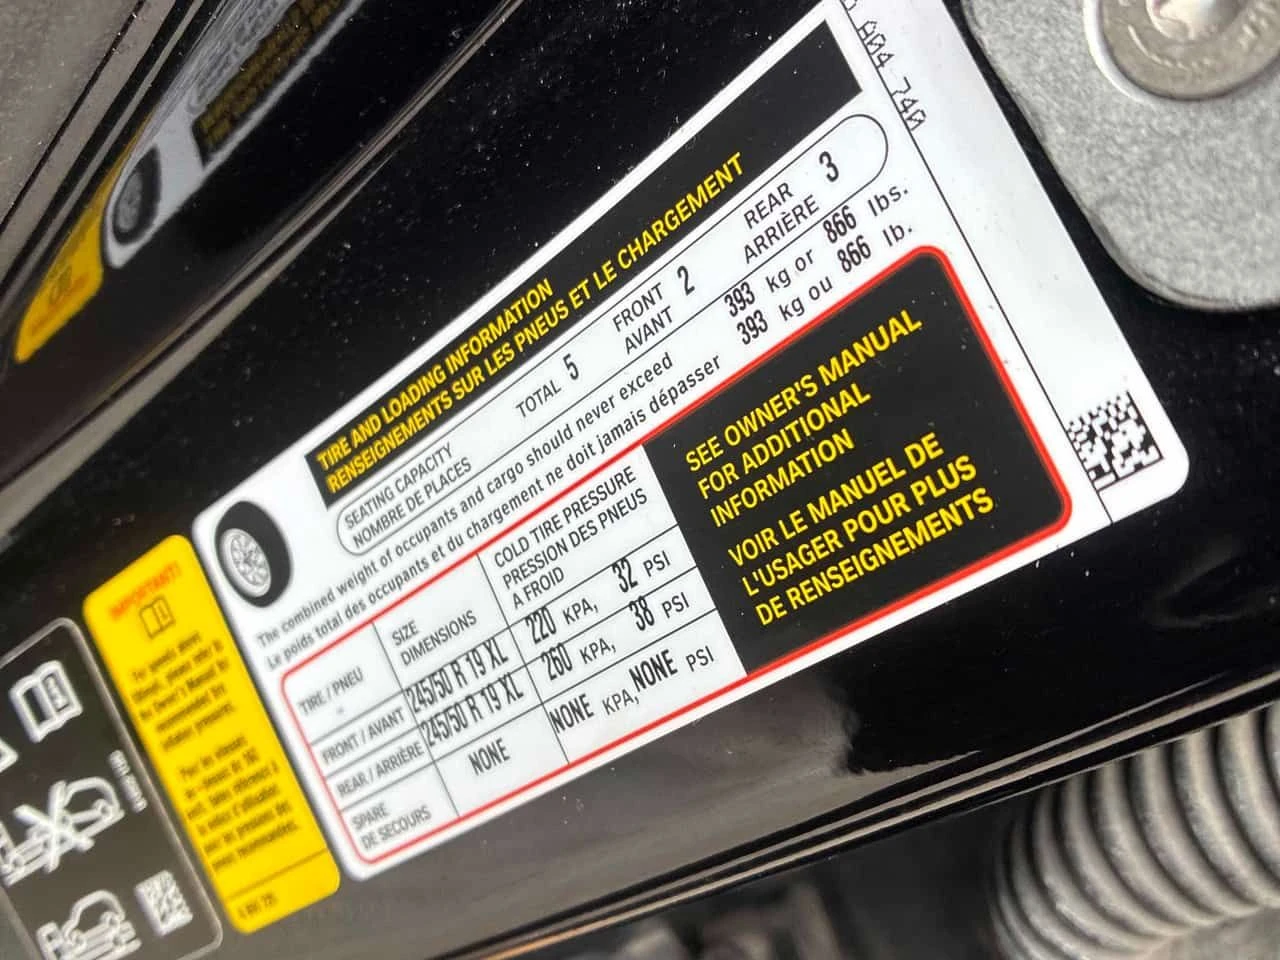 A04 740
TIRE AND LOADING INFORMATION
RENSEIGNEMENTS SUR LES PNEUS ET LE CHARGEMENT
SEATING CAPACITY
NOMBRE DE PLACES
TOTAL 5
FRONT
AVANT 2
REAR
ARRIÈRE 3
The combined weight of occupants and cargo should never exceed 393 kg or 866 lbs.
Le poids total des occupants et du chargement ne doit jamais dépasser 393 kg ou 866 lb.
TIRE / PNEU
SIZE
DIMENSIONS
COLD TIRE PRESSURE
PRESSION DES PNEUS
A FROID
FRONT / AVANT 245/50 R 19 XL 220 KPA, 32 PSI
REAR / ARRIÈRE 245/50 R 19 XL 260 KPA, 38 PSI
SPARE
DE SECOURS
NONE NONE KPA, NONE PSI
SEE OWNER'S MANUAL
FOR ADDITIONAL
INFORMATION
VOIR LE MANUEL DE
L'USAGER POUR PLUS
DE RENSEIGNEMENTS
IMPORTANT!